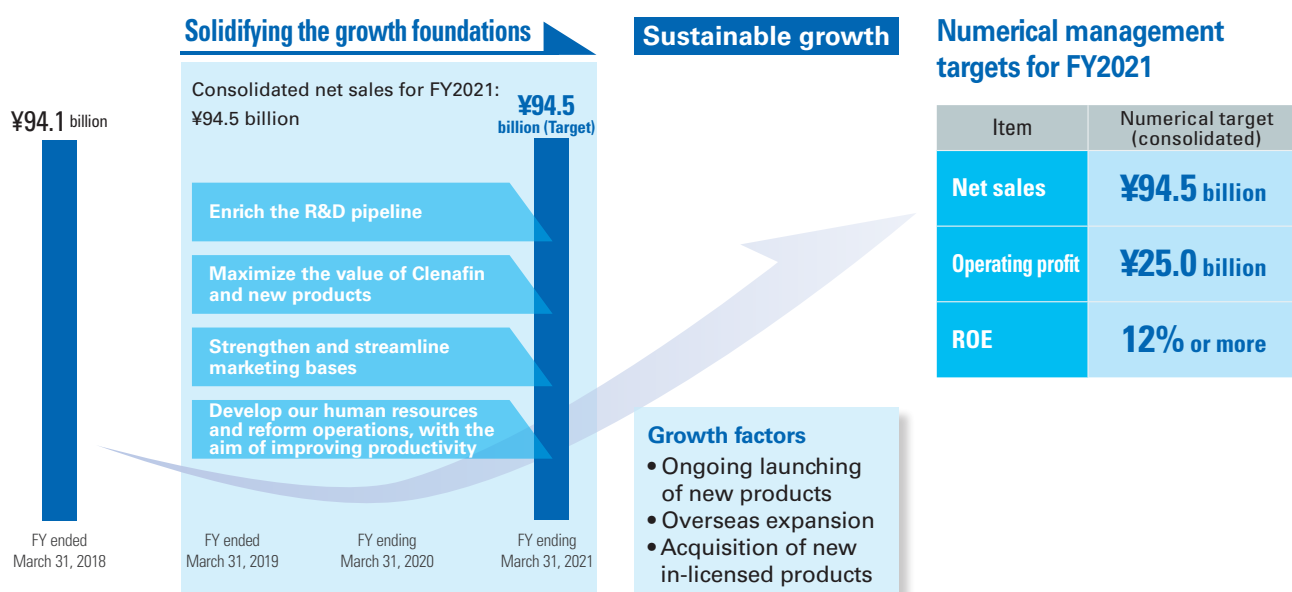 Solidifying the growth foundations
Consolidated net sales for FY2021:
¥94.5 billion
¥94.1 billion
¥94.5
billion (Target)
Enrich the R&D pipeline
Maximize the value of Clenafin
and new products
Strengthen and streamline
marketing bases
Develop our human resources
and reform operations, with the
aim of improving productivity
FY ended
March 31, 2018
FY ended
March 31, 2019
FY ending
March 31, 2020
FY ending
March 31, 2021
Sustainable growth
Growth factors
• Ongoing launching
of new products
• Overseas expansion
• Acquisition of new
in-licensed products
Numerical management
targets for FY2021
Item
Numerical target
(consolidated)
Net sales
¥94.5 billion
Operating profit
¥25.0 billion
ROE
12% or more